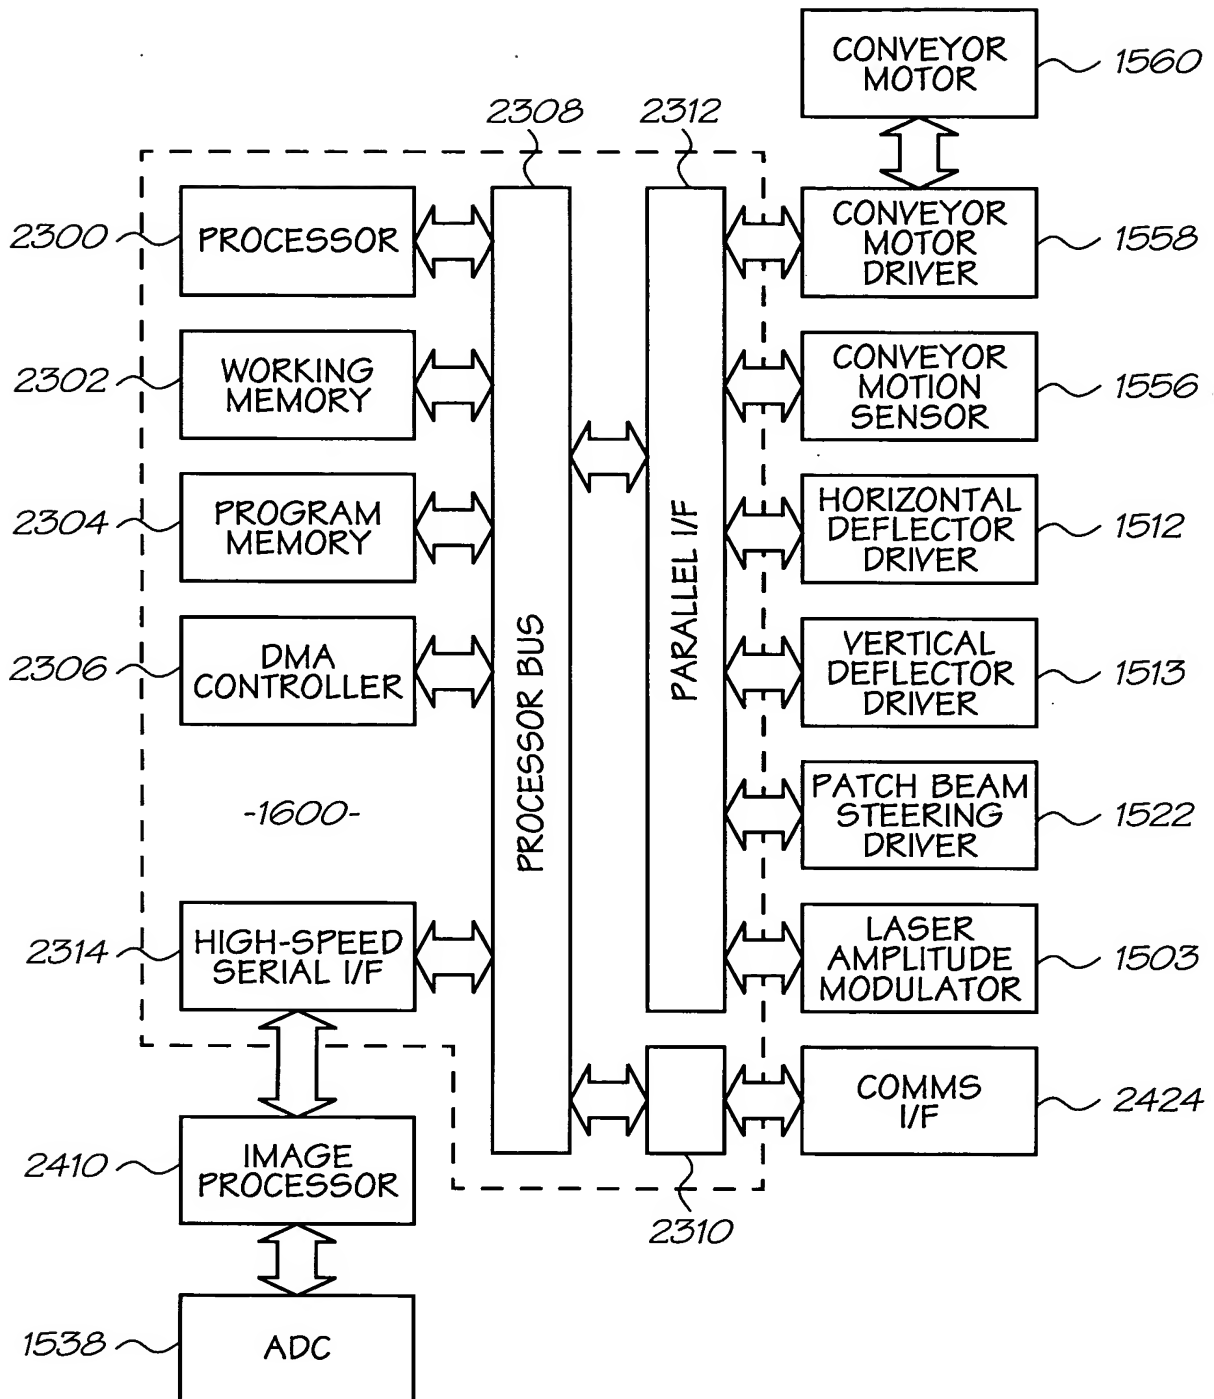 CONVEYOR
MOTOR
1560
2308
2312
2300
PROCESSOR
CONVEYOR
MOTOR
DRIVER
1558
2302
WORKING
MEMORY
CONVEYOR
MOTION
SENSOR
1556
2304
PROGRAM
MEMORY
HORIZONTAL
DEFLECTOR
DRIVER
1512
2306
DMA
CONTROLLER
PROCESSOR BUS
PARALLEL I/F
VERTICAL
DEFLECTOR
DRIVER
1513
-1600-
PATCH BEAM
STEERING
DRIVER
1522
2314
HIGH-SPEED
SERIAL I/F
LASER
AMPLITUDE
MODULATOR
1503
COMMS
I/F
2424
2410
IMAGE
PROCESSOR
2310
1538
ADC